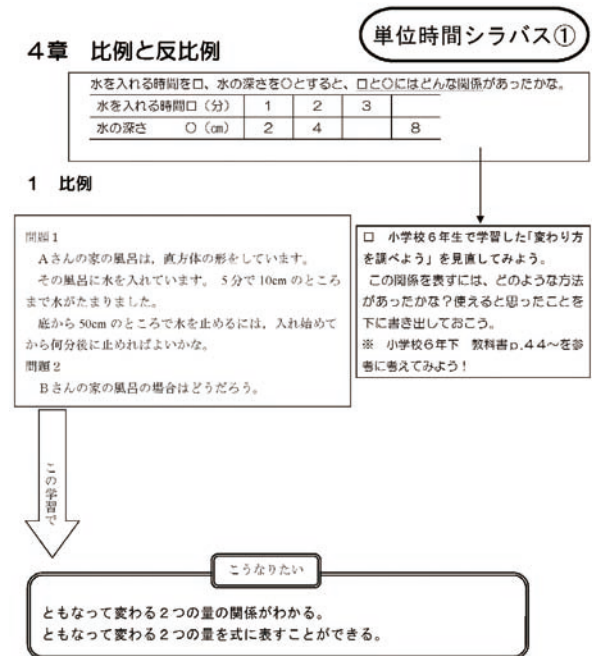 単位時間シラバス①
4章 比例と反比例
水を入れる時間を□、水の深さを○とすると、□と○にはどんな関係があったかな。
水を入れる時間□(分) 1 2 3
水の深さ ○(㎝) 2 4 8
1 比例
問題1
Aさんの家の風呂は,直方体の形をしています。
その風呂に水を入れています。 5分で10cmのところ
まで水がたまりました。
底から50cmのところで水を止めるには,入れ始めて
から何分後に止めればよいかな。
問題2
Bさんの家の風呂の場合はどうだろう。
□ 小学校6年生で学習した「変わり方
を調べよう」を見直してみよう。
この関係を表すには、どのような方法
があったかな?使えると思ったことを
下に書き出しておこう。
※ 小学校6年下 教科書p.44~を参
考に考えてみよう!
この学習で
こうなりたい
ともなって変わる2つの量の関係がわかる。
ともなって変わる2つの量を式に表すことができる。